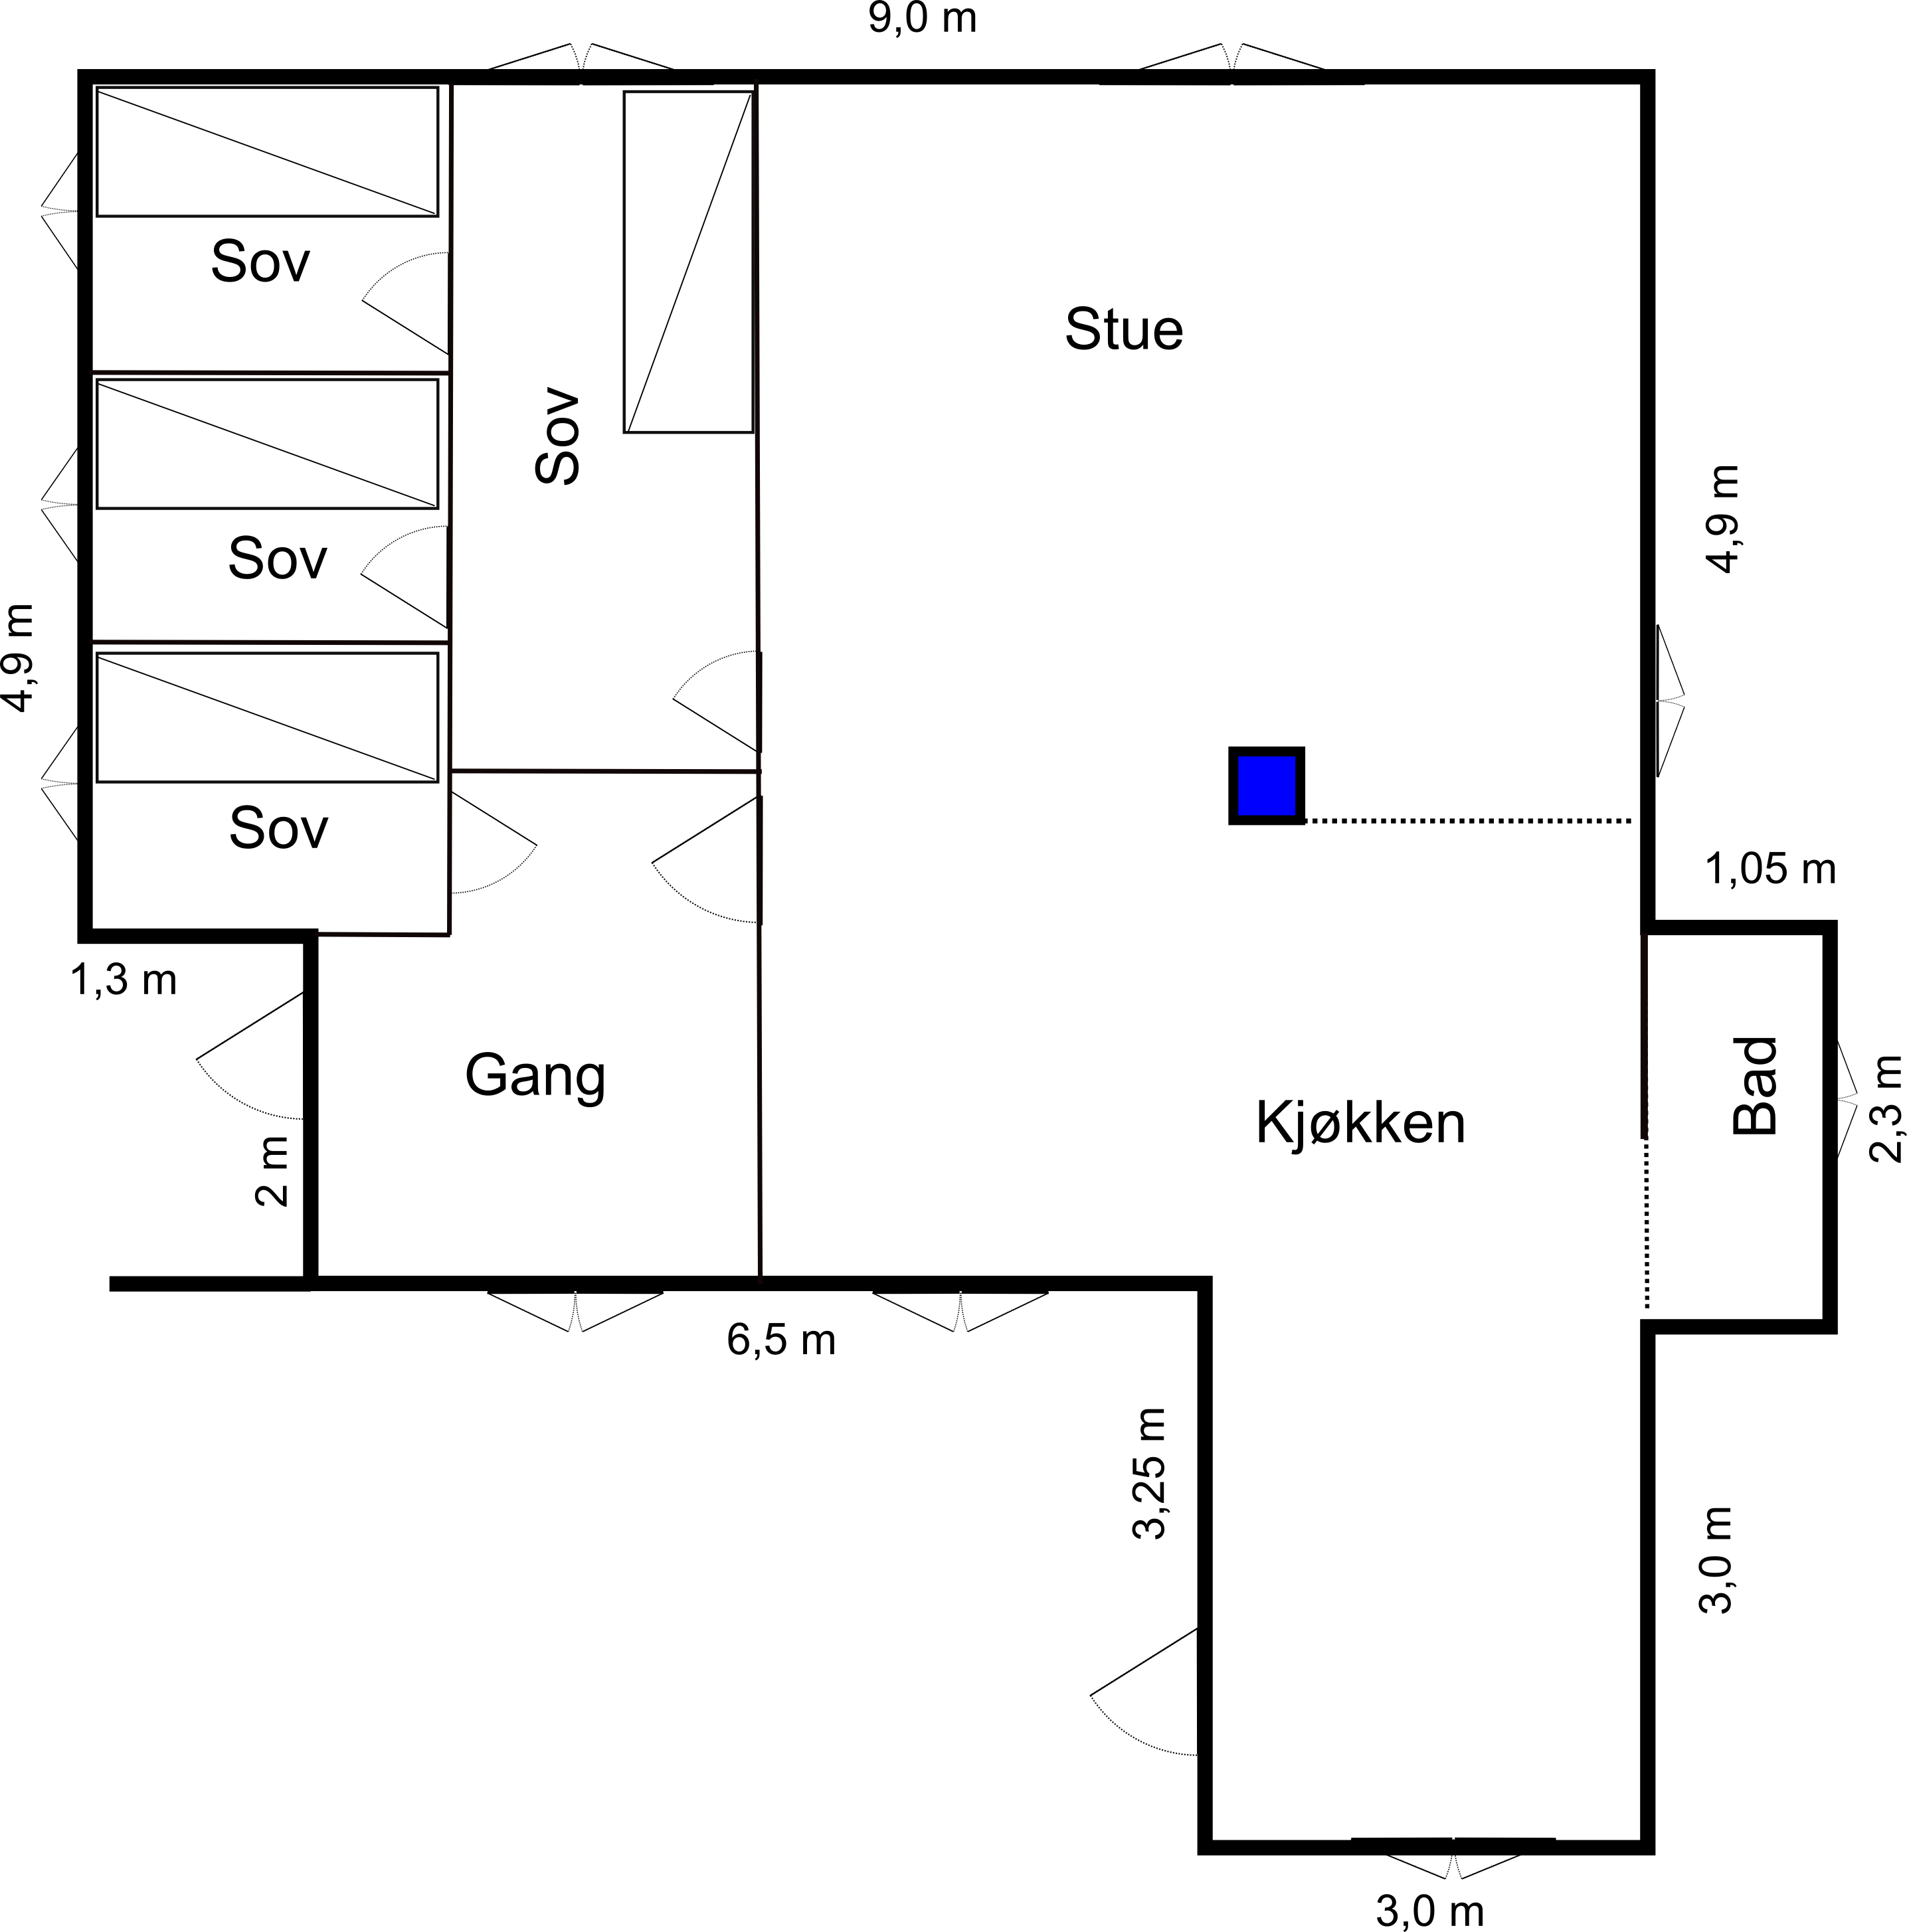 9,0 m
Sov
Stue
Sov
4,9 m
Sov
4,9 m
Sov
1,05 m
1,3 m
Gang
Kjøkken
Bad
2,3 m
2 m
6,5 m
3,25 m
3,0 m
3,0 m